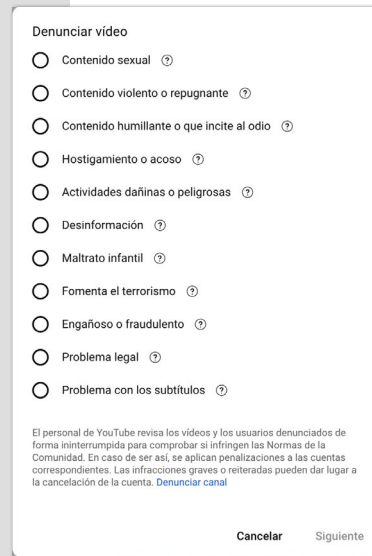 Denunciar vídeo
Contenido sexual
Contenido violento o repugnante
Contenido humillante o que incite al odio
Hostigamiento o acoso
Actividades dañinas o peligrosas
Desinformación
Maltrato infantil
Fomenta el terrorismo
Engañoso o fraudulento
Problema legal
Problema con los subtítulos
El personal de YouTube revisa los vídeos y los usuarios denunciados de
forma ininterrumpida para comprobar si infringen las Normas de la
Comunidad. En caso de ser así, se aplican penalizaciones a las cuentas
correspondientes. Las infracciones graves o reiteradas pueden dar lugar a
la cancelación de la cuenta. Denunciar canal
Cancelar Siguiente